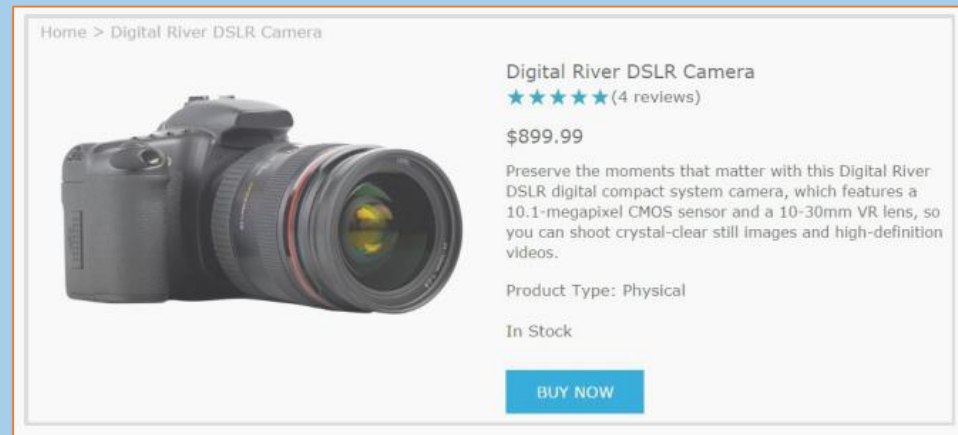 Home > Digital River DSLR Camera
Digital River DSLR Camera
(4 reviews)
$899.99
Preserve the moments that matter with this Digital River
DSLR digital compact system camera, which features a
10.1-megapixel CMOS sensor and a 10-30mm VR lens, so
you can shoot crystal-clear still images and high-definition
videos.
Product Type: Physical
In Stock
BUY NOW